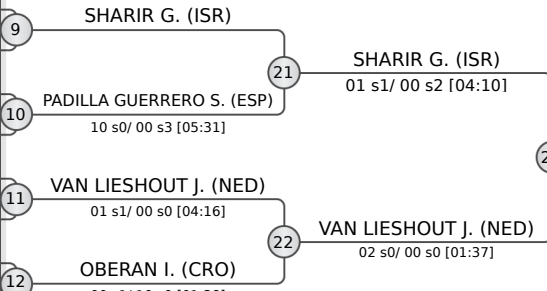 SHARIR G. (ISR)
9
SHARIR G. (ISR)
21
01 s1/ 00 s2 [04:10]
PADILLA GUERRERO S. (ESP)
10
10 s0/ 00 s3 [05:31]
VAN LIESHOUT J. (NED)
11
01 s1/ 00 s0 [04:16]
VAN LIESHOUT J. (NED)
22
02 s0/ 00 s0 [01:37]
OBERAN I. (CRO)
12